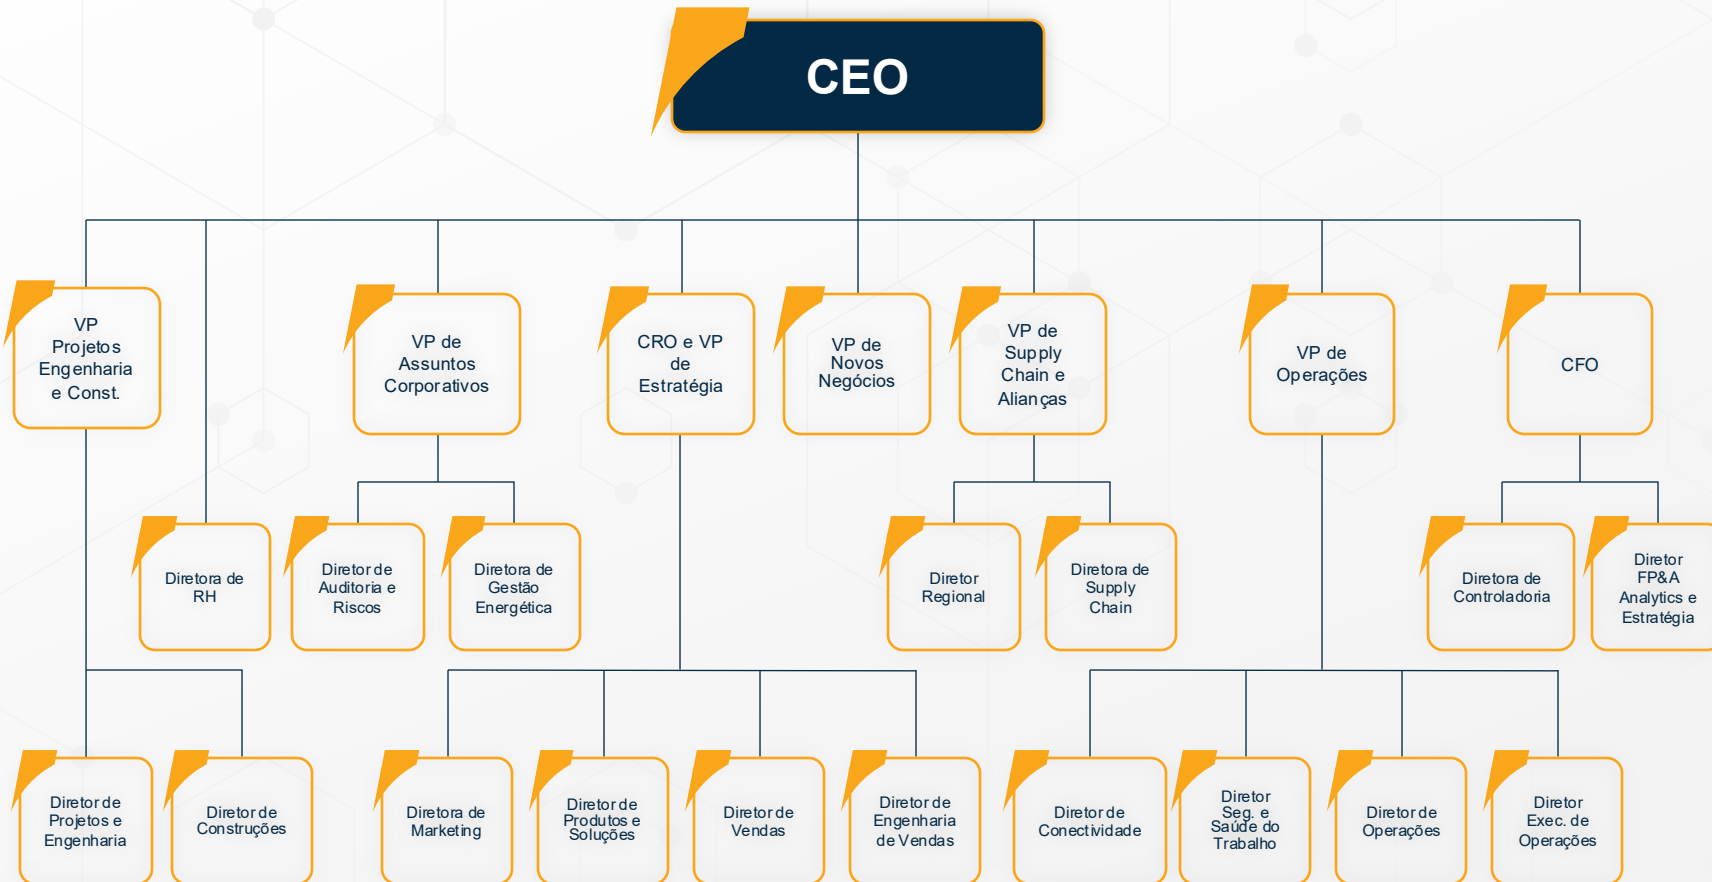 CEO
VP
Projetos
Engenharia
e Const.
VP de
Assuntos
Corporativos
CRO e VP
de
Estratégia
VP de
Novos
Negócios
VP de
Supply
Chain e
Alianças
VP de
Operações
CFO
Diretora de
RH
Diretor de
Auditoria e
Riscos
Diretora de
Gestão
Energética
Diretor
Regional
Diretora de
Supply
Chain
Diretora de
Controladoria
Diretor
FP&A
Analytics e
Estratégia
Diretor de
Projetos e
Engenharia
Diretor de
Construções
Diretora de
Marketing
Diretor de
Produtos e
Soluções
Diretor de
Vendas
Diretor de
Engenharia
de Vendas
Diretor de
Conectividade
Diretor
Seg. e
Saúde do
Trabalho
Diretor de
Operações
Diretor
Exec. de
Operações